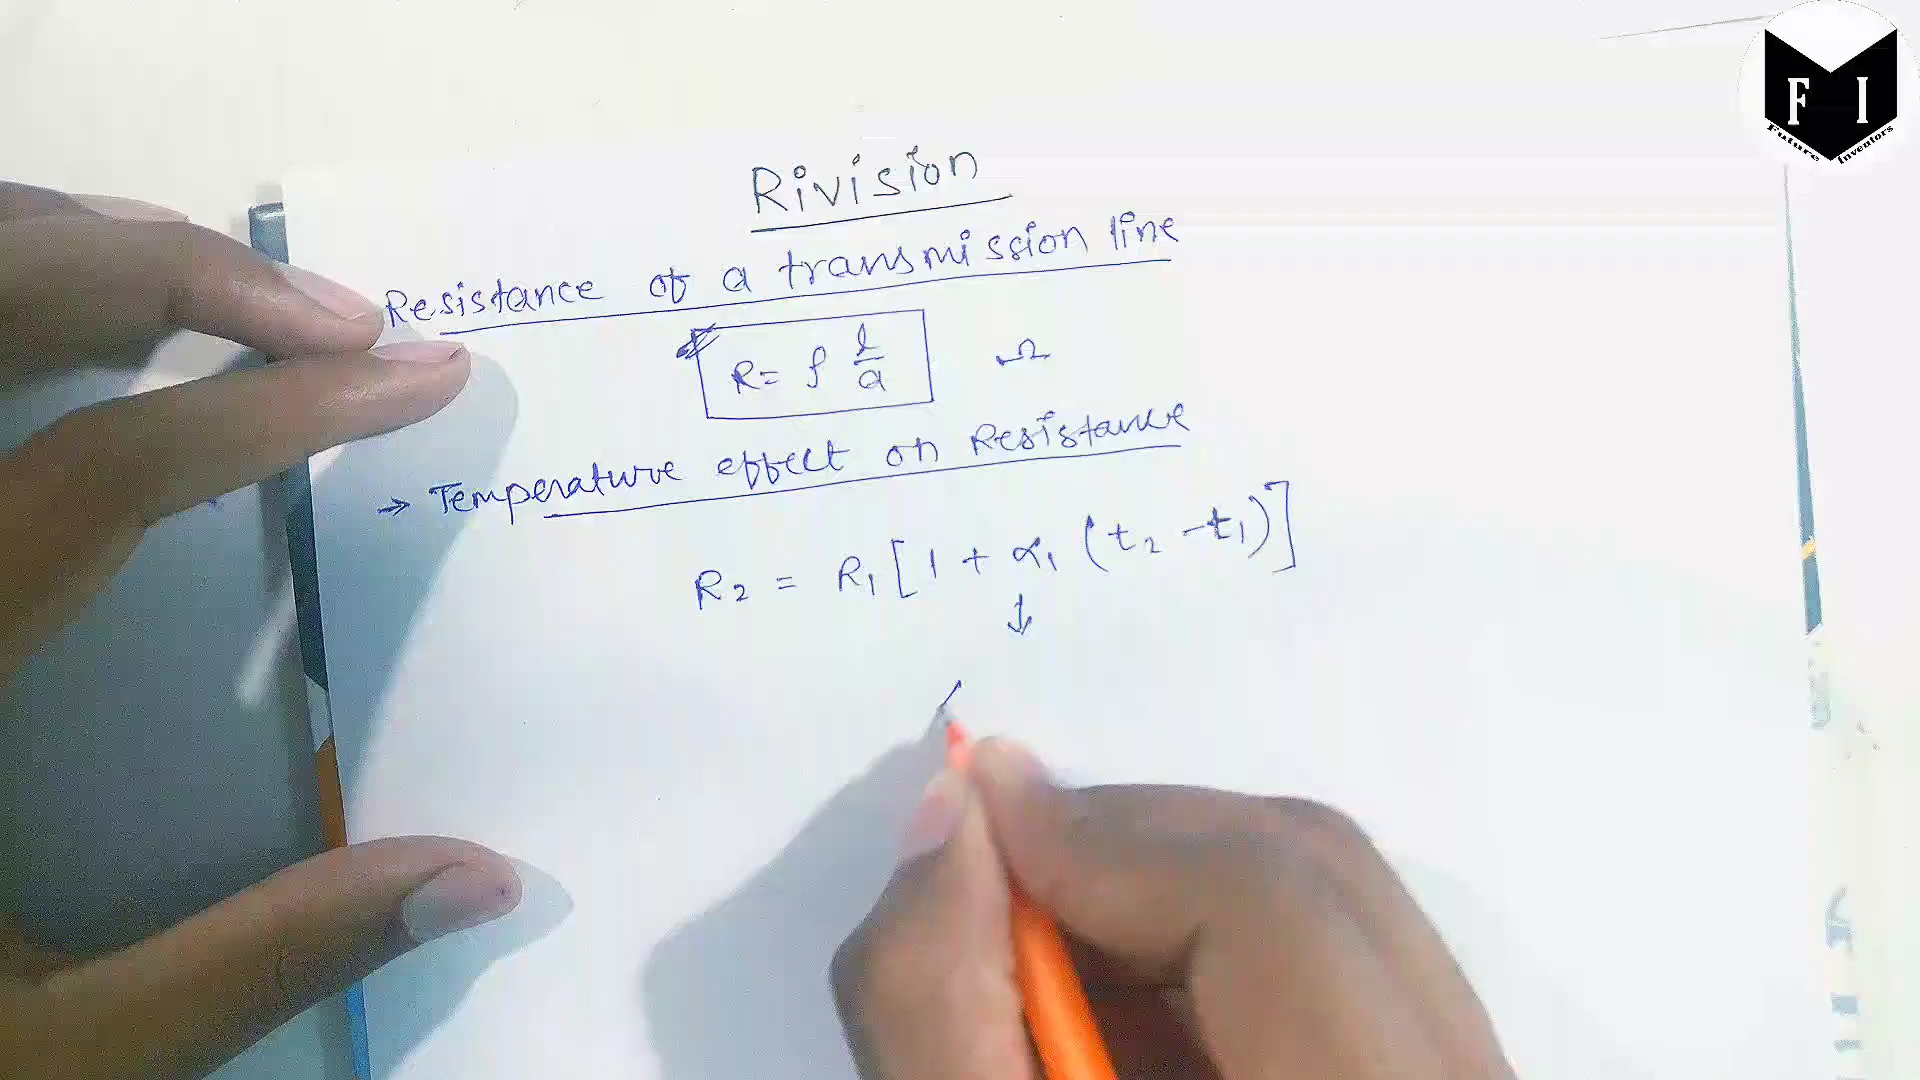 F I
Future Inventors
Rivision
Resistance of a transmission line
R = ρ l/a Ω
→ Temperature effect on Resistance
R₂ = R₁ [1 + α₁ (t₂ - t₁)]
↓